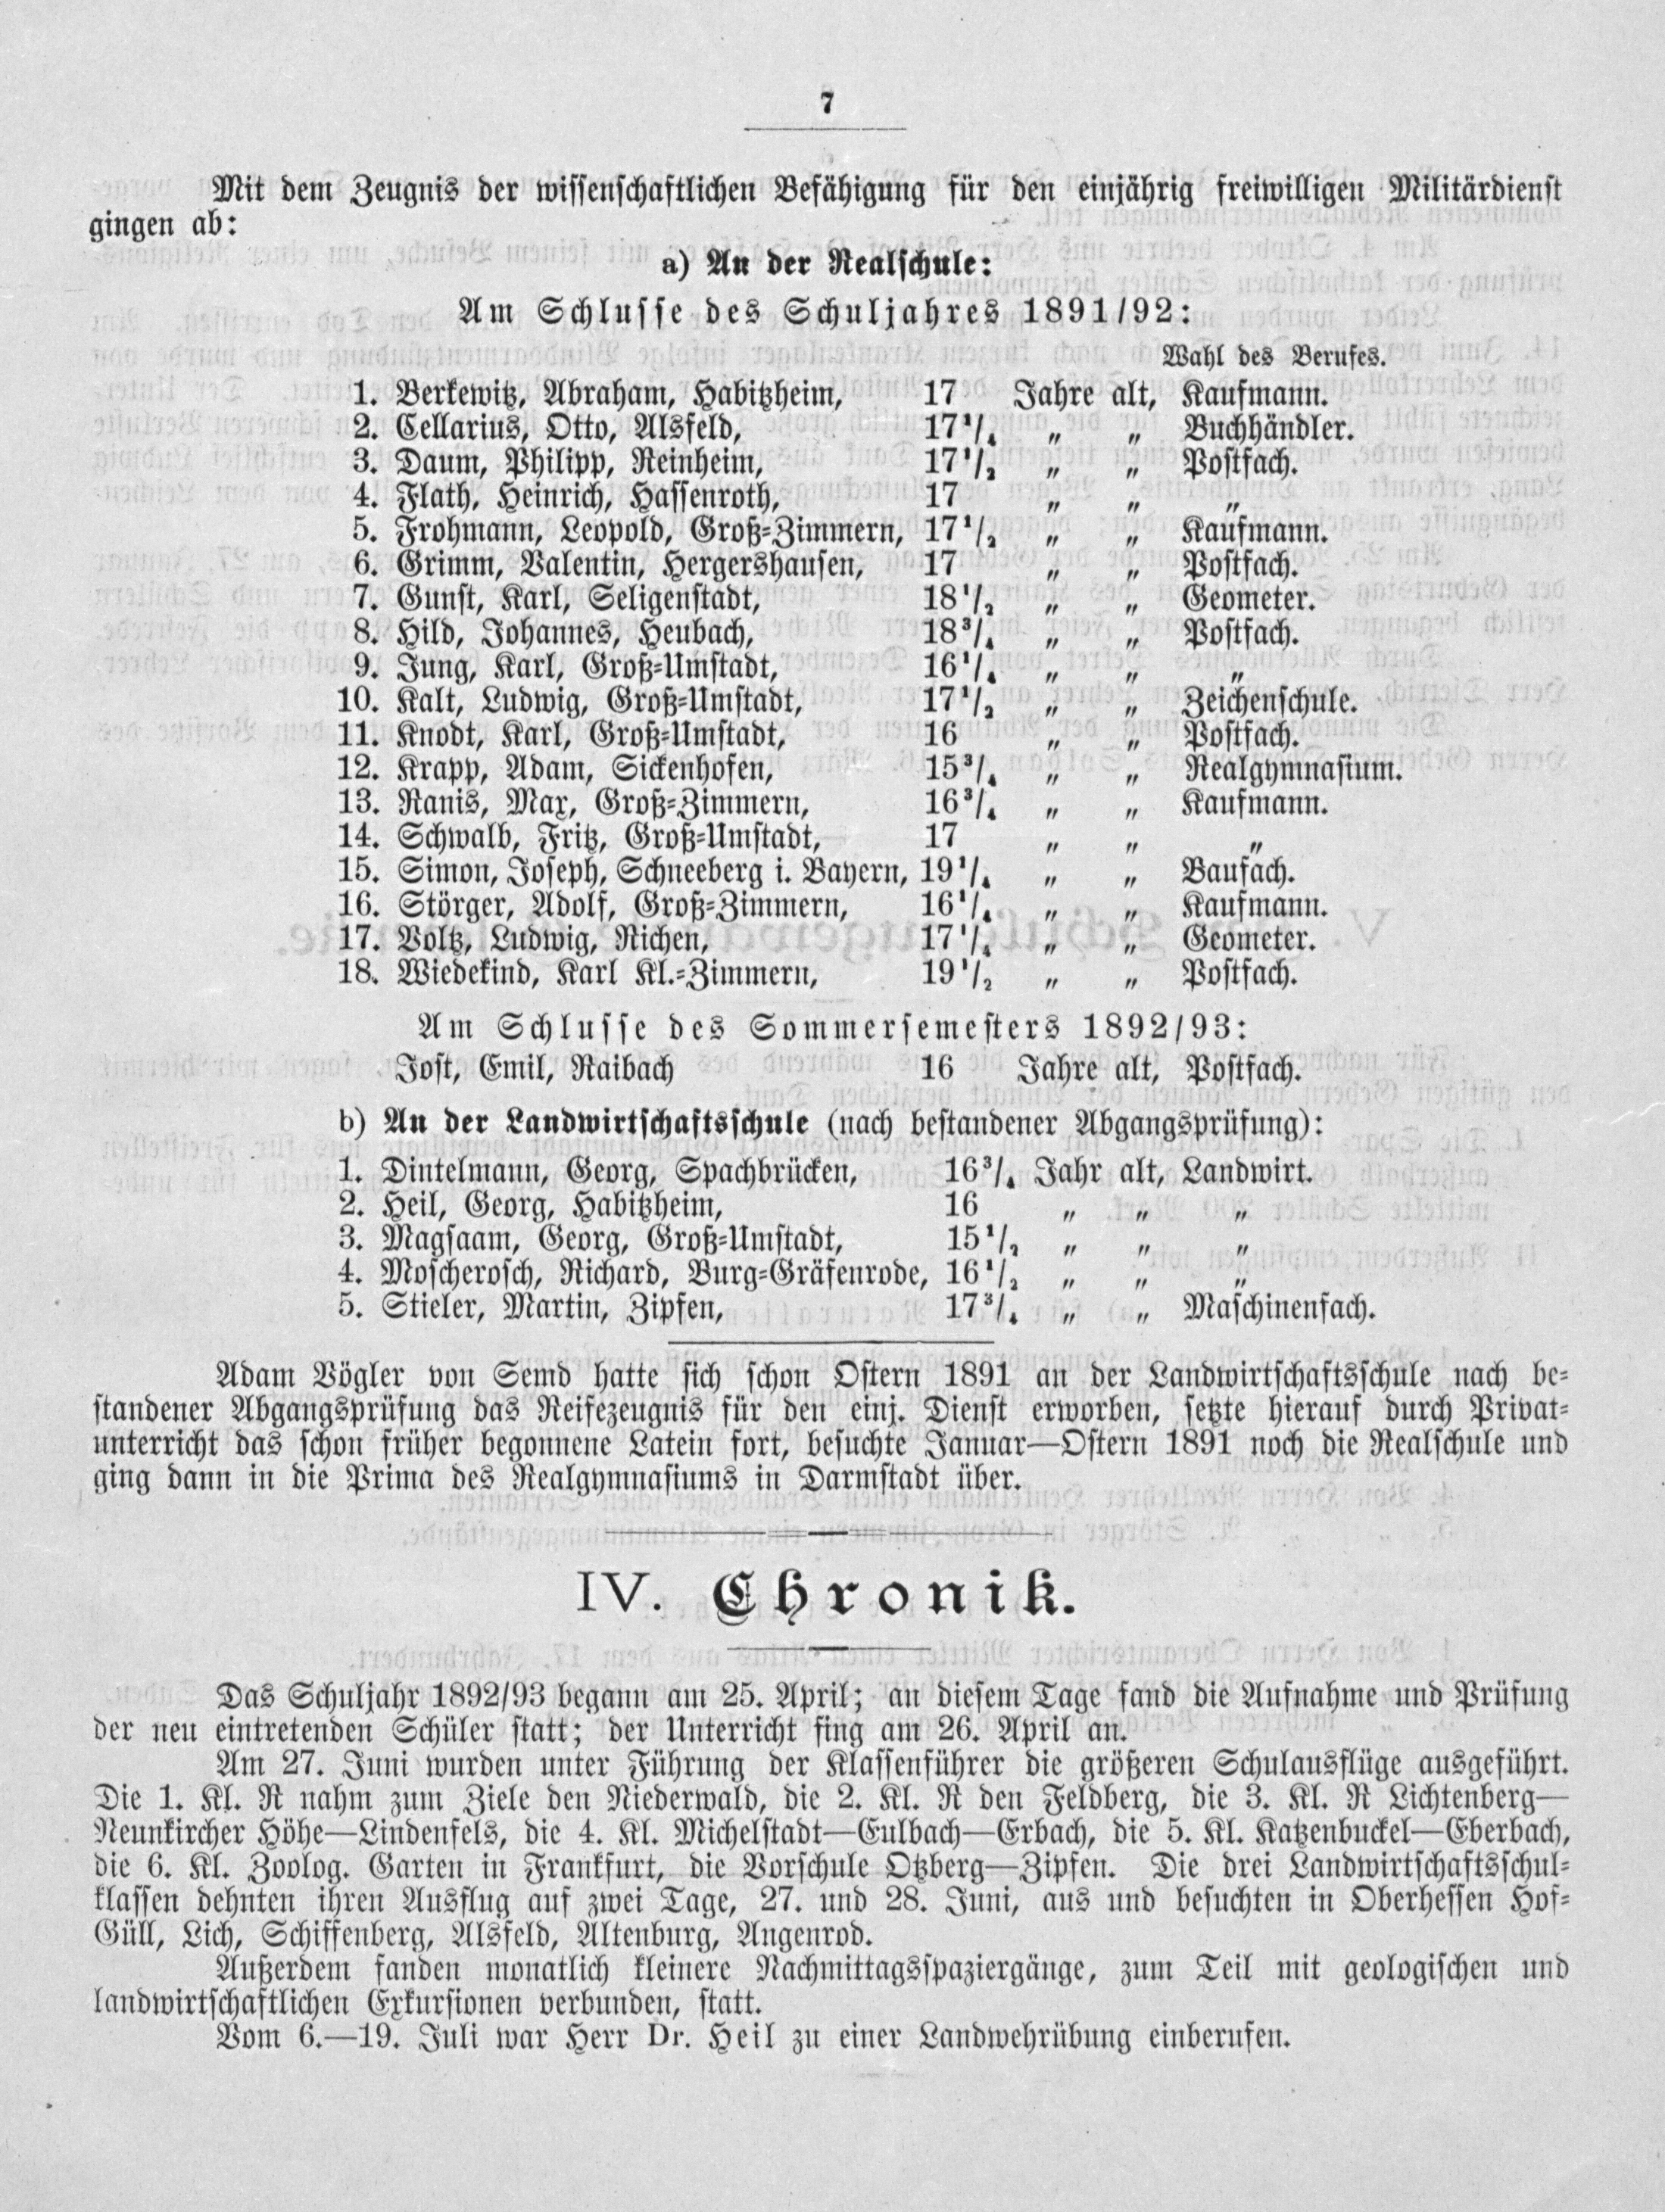 7
Mit dem Zeugnis der wissenschaftlichen Befähigung für den einjährig freiwilligen Militärdienst
gingen ab:
a) An der Realschule:
Am Schlusse des Schuljahres 1891/92:
Wahl des Berufes.
1. Berkewitz, Abraham, Habitzheim, 17 Jahre alt, Kaufmann.
2. Cellarius, Otto, Alsfeld, 17¹/₄ „ „ Buchhändler.
3. Daum, Philipp, Reinheim, 17¹/₂ „ „ Postfach.
4. Flath, Heinrich, Hassenroth, 17 „ „ „
5. Frohmann, Leopold, Groß-Zimmern, 17¹/₂ „ „ Kaufmann.
6. Grimm, Valentin, Hergershausen, 17 „ „ Postfach.
7. Gunst, Karl, Seligenstadt, 18¹/₂ „ „ Geometer.
8. Hild, Johannes, Heubach, 18³/₄ „ „ Postfach.
9. Jung, Karl, Groß-Umstadt, 16¹/₄ „ „ „
10. Kalt, Ludwig, Groß-Umstadt, 17¹/₂ „ „ Zeichenschule.
11. Knodt, Karl, Groß-Umstadt, 16 „ „ Postfach.
12. Krapp, Adam, Sickenhofen, 15³/₄ „ „ Realgymnasium.
13. Ranis, Max, Groß-Zimmern, 16³/₄ „ „ Kaufmann.
14. Schwalb, Fritz, Groß-Umstadt, 17 „ „ „
15. Simon, Joseph, Schneeberg i. Bayern, 19¹/₄ „ „ Baufach.
16. Störger, Adolf, Groß-Zimmern, 16¹/₄ „ „ Kaufmann.
17. Voltz, Ludwig, Richen, 17¹/₄ „ „ Geometer.
18. Wiedekind, Karl Kl.-Zimmern, 19¹/₂ „ „ Postfach.
Am Schlusse des Sommersemesters 1892/93:
Jost, Emil, Raibach 16 Jahre alt, Postfach.
b) An der Landwirtschaftsschule (nach bestandener Abgangsprüfung):
1. Dintelmann, Georg, Spachbrücken, 16³/₄ Jahr alt, Landwirt.
2. Heil, Georg, Habitzheim, 16 „ „ „
3. Magsaam, Georg, Groß-Umstadt, 15¹/₂ „ „ „
4. Moscherosch, Richard, Burg-Gräfenrode, 16¹/₂ „ „ „
5. Stieler, Martin, Zipfen, 17³/₄ „ „ Maschinenfach.
Adam Vögler von Semd hatte sich schon Ostern 1891 an der Landwirtschaftsschule nach be-
standener Abgangsprüfung das Reifezeugnis für den einj. Dienst erworben, setzte hierauf durch Privat-
unterricht das schon früher begonnene Latein fort, besuchte Januar—Ostern 1891 noch die Realschule und
ging dann in die Prima des Realgymnasiums in Darmstadt über.
IV. Chronik.
Das Schuljahr 1892/93 begann am 25. April; an diesem Tage fand die Aufnahme und Prüfung
der neu eintretenden Schüler statt; der Unterricht fing am 26. April an.
Am 27. Juni wurden unter Führung der Klassenführer die größeren Schulausflüge ausgeführt.
Die 1. Kl. R nahm zum Ziele den Niederwald, die 2. Kl. R den Feldberg, die 3. Kl. R Lichtenberg—
Neunkircher Höhe—Lindenfels, die 4. Kl. Michelstadt—Eulbach—Erbach, die 5. Kl. Katzenbuckel—Eberbach,
die 6. Kl. Zoolog. Garten in Frankfurt, die Vorschule Otzberg—Zipfen. Die drei Landwirtschaftsschul-
klassen dehnten ihren Ausflug auf zwei Tage, 27. und 28. Juni, aus und besuchten in Oberhessen Hof-
Güll, Lich, Schiffenberg, Alsfeld, Altenburg, Angenrod.
Außerdem fanden monatlich kleinere Nachmittagsspaziergänge, zum Teil mit geologischen und
landwirtschaftlichen Exkursionen verbunden, statt.
Vom 6.—19. Juli war Herr Dr. Heil zu einer Landwehrübung einberufen.